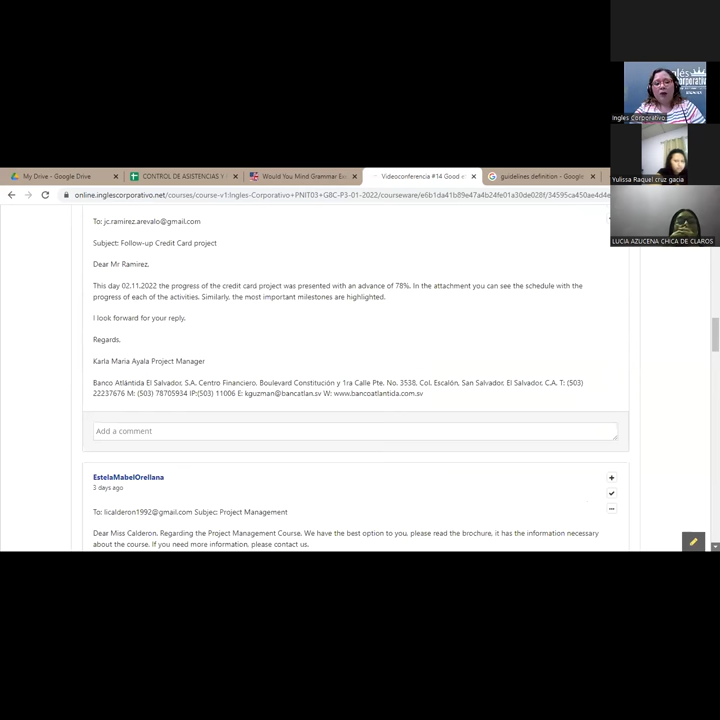 Inglés
Corporativo
Ingles Corporativo
Yulissa Raquel cruz gacia
LUCIA AZUCENA CHICA DE CLAROS
My Drive - Google Drive
CONTROL DE ASISTENCIAS Y
Would You Mind Grammar Ex
Videoconferencia #14 Good e
guidelines definition - Google
online.inglescorporativo.net/courses/course-v1:Ingles-Corporativo+PNIT03+G8C-P3-01-2022/courseware/e6b1da41b89e47a4b24fe01a30de028f/34595ca450ae4d4e
To: jc.ramirez.arevalo@gmail.com
Subject: Follow-up Credit Card project
Dear Mr Ramirez,
This day 02.11.2022 the progress of the credit card project was presented with an advance of 78%. In the attachment you can see the schedule with the
progress of each of the activities. Similarly, the most important milestones are highlighted.
I look forward for your reply.
Regards,
Karla Maria Ayala Project Manager
Banco Atlántida El Salvador, S.A. Centro Financiero. Boulevard Constitución y 1ra Calle Pte. No. 3538, Col. Escalón, San Salvador, El Salvador, C.A. T: (503)
22237676 M: (503) 78705934 IP:(503) 11006 E: kguzman@bancatlan.sv W: www.bancoatlantida.com.sv
Add a comment
EstelaMabelOrellana
3 days ago
To: licalderon1992@gmail.com Subjec: Project Management
Dear Miss Calderon, Regarding the Project Management Course, We have the best option to you, please read the brochure, it has the information necessary
about the course. If you need more information, please contact us.